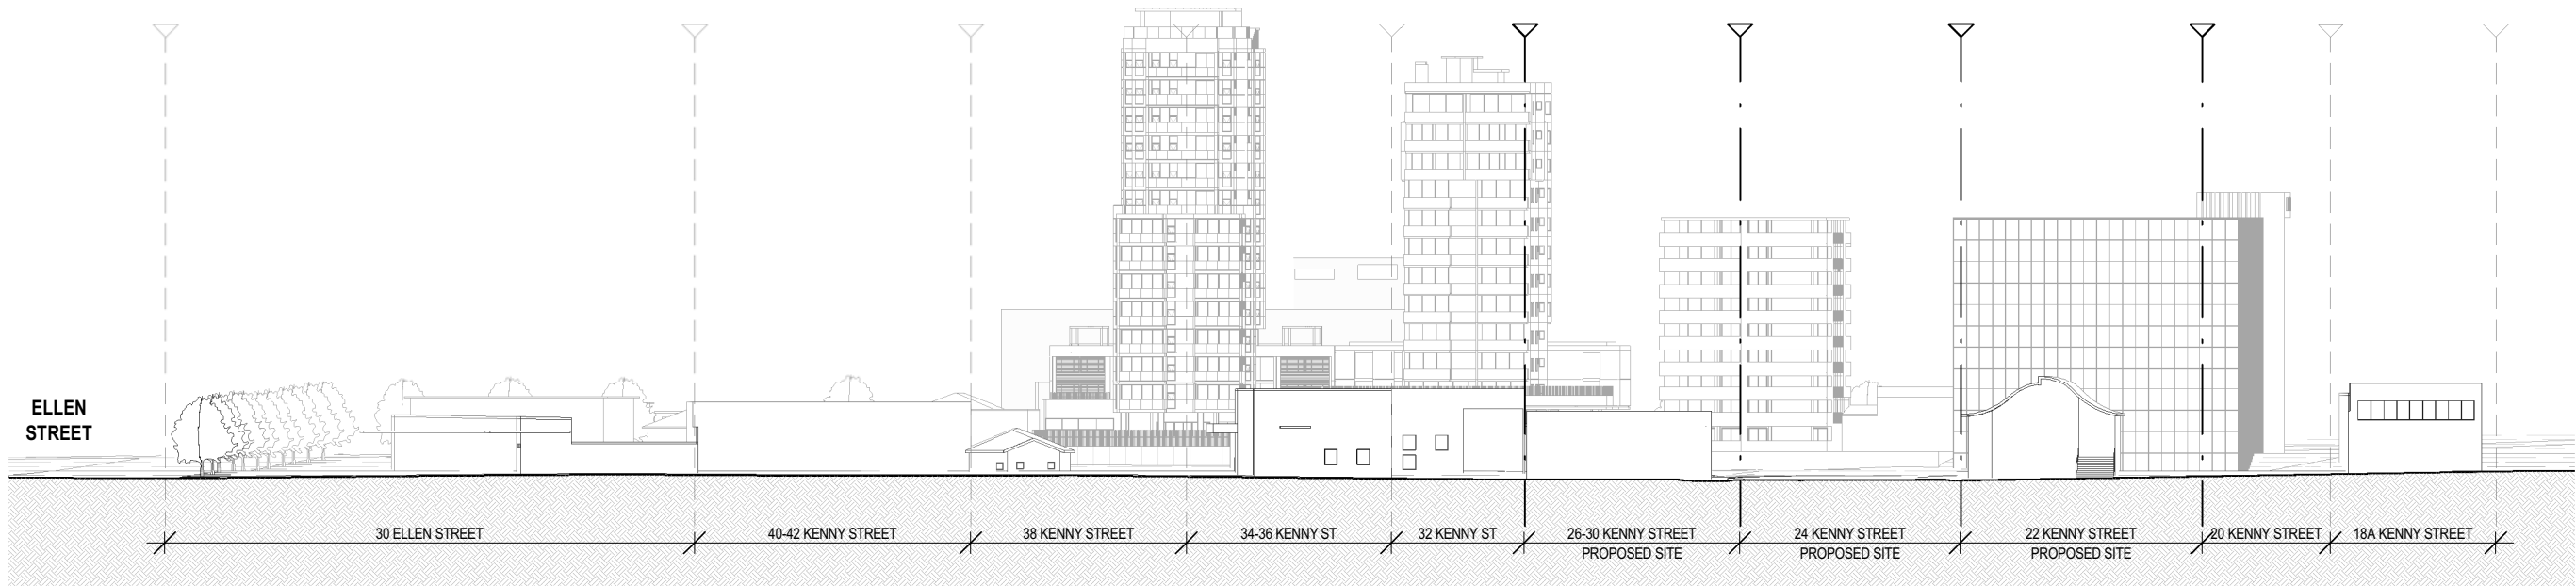 ELLEN
STREET
30 ELLEN STREET
40-42 KENNY STREET
38 KENNY STREET
34-36 KENNY ST
32 KENNY ST
26-30 KENNY STREET
PROPOSED SITE
24 KENNY STREET
PROPOSED SITE
22 KENNY STREET
PROPOSED SITE
20 KENNY STREET
18A KENNY STREET